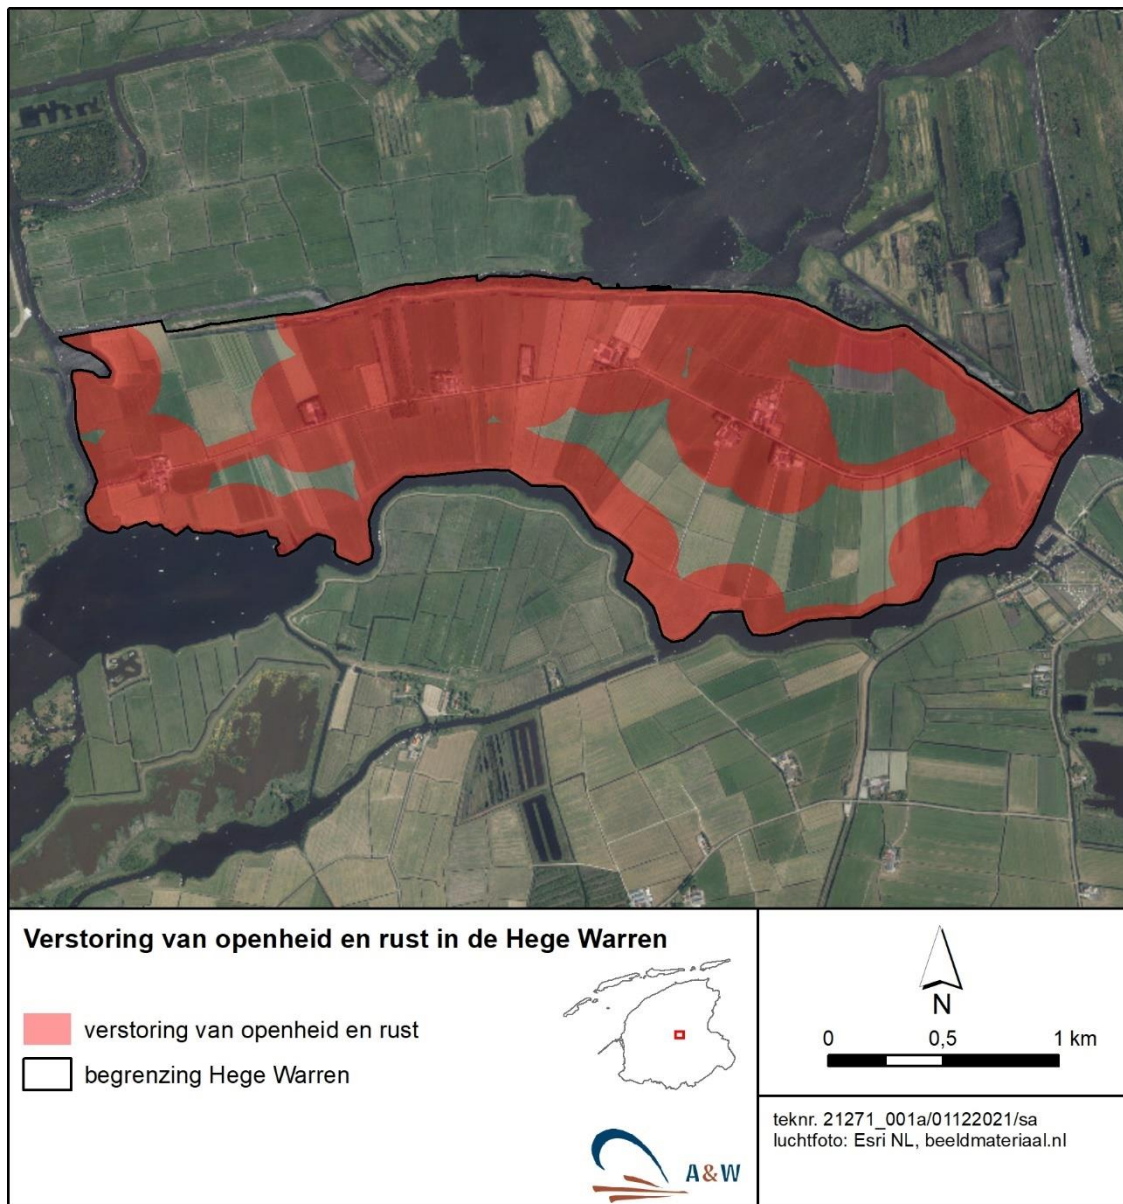 Verstoring van openheid en rust in de Hege Warren
verstoring van openheid en rust
begrenzing Hege Warren
A&W
N
0 0,5 1 km
teknr. 21271_001a/01122021/sa
luchtfoto: Esri NL, beeldmateriaal.nl